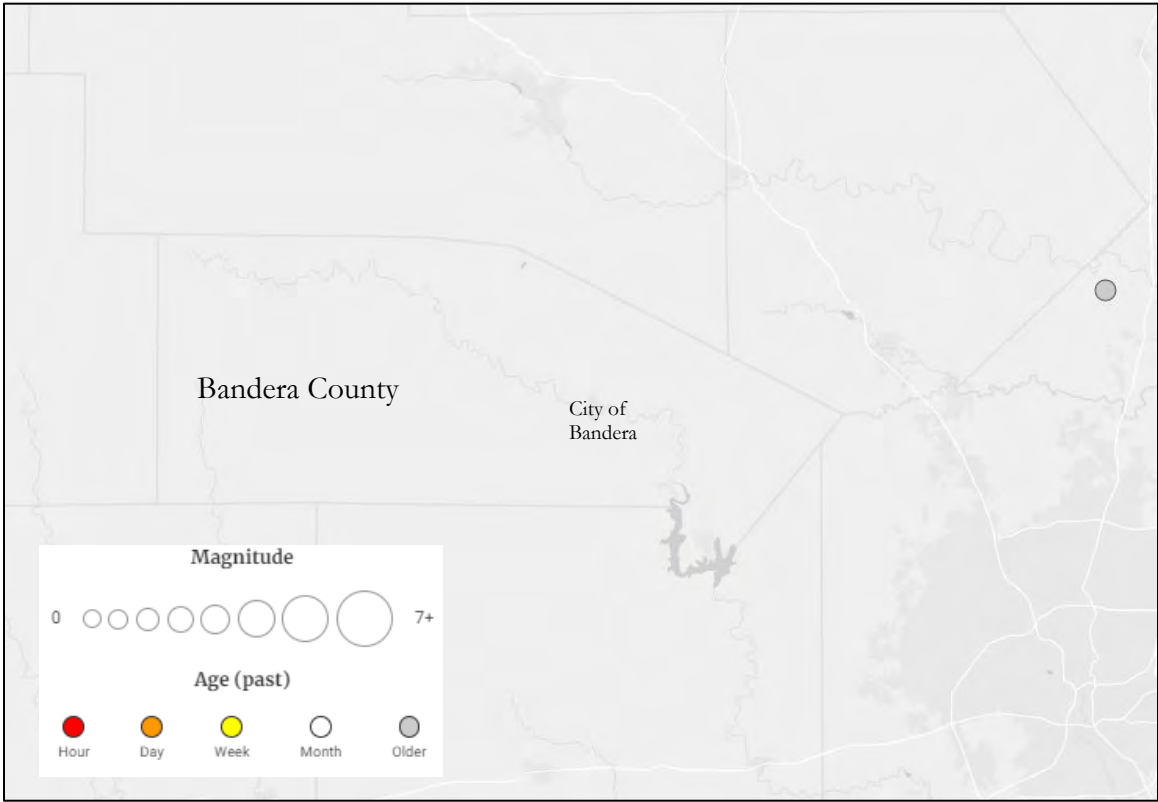 Bandera County
City of
Bandera
Magnitude
0 7+
Age (past)
Hour Day Week Month Older